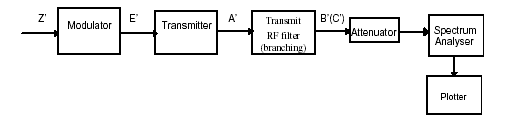 Z' E' A' B'(C')
Modulator
Transmitter
Transmit
RF filter
(branching)
Attenuator
Spectrum
Analyser
Plotter